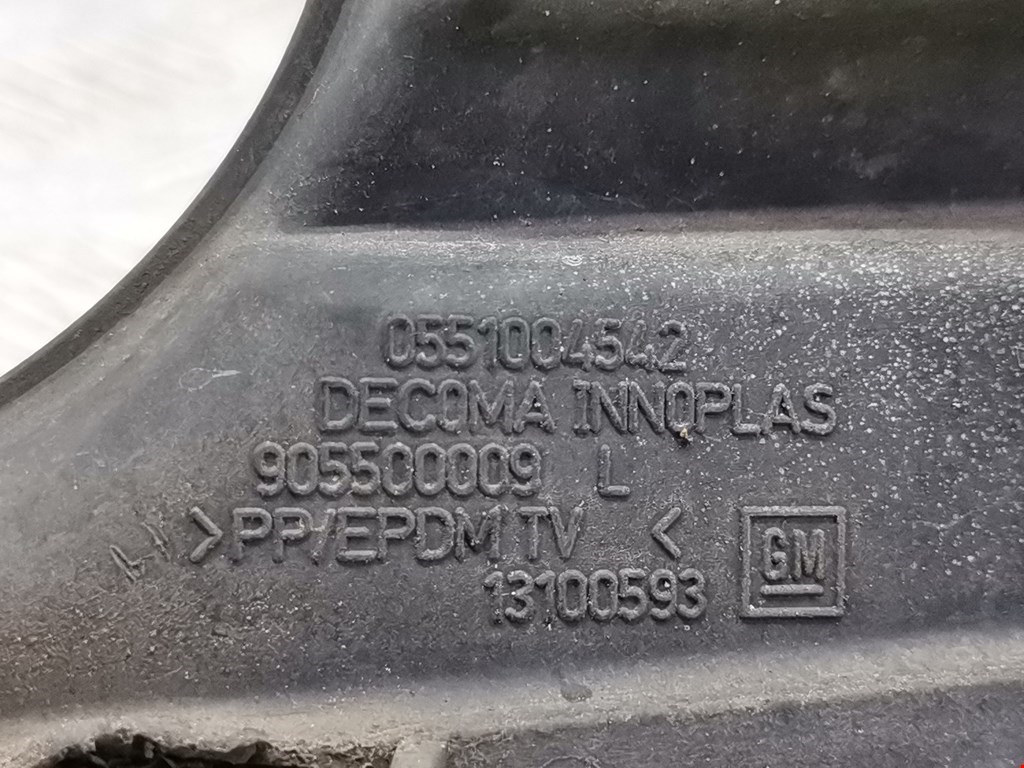 0551004542
DECOMA INNOPLAS
905500009 L
>PP/EPDM TV <
13100593
GM